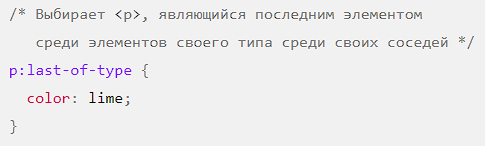 /* Выбирает <p>, являющийся последним элементом
   среди элементов своего типа среди своих соседей */
p:last-of-type {
  color: lime;
}